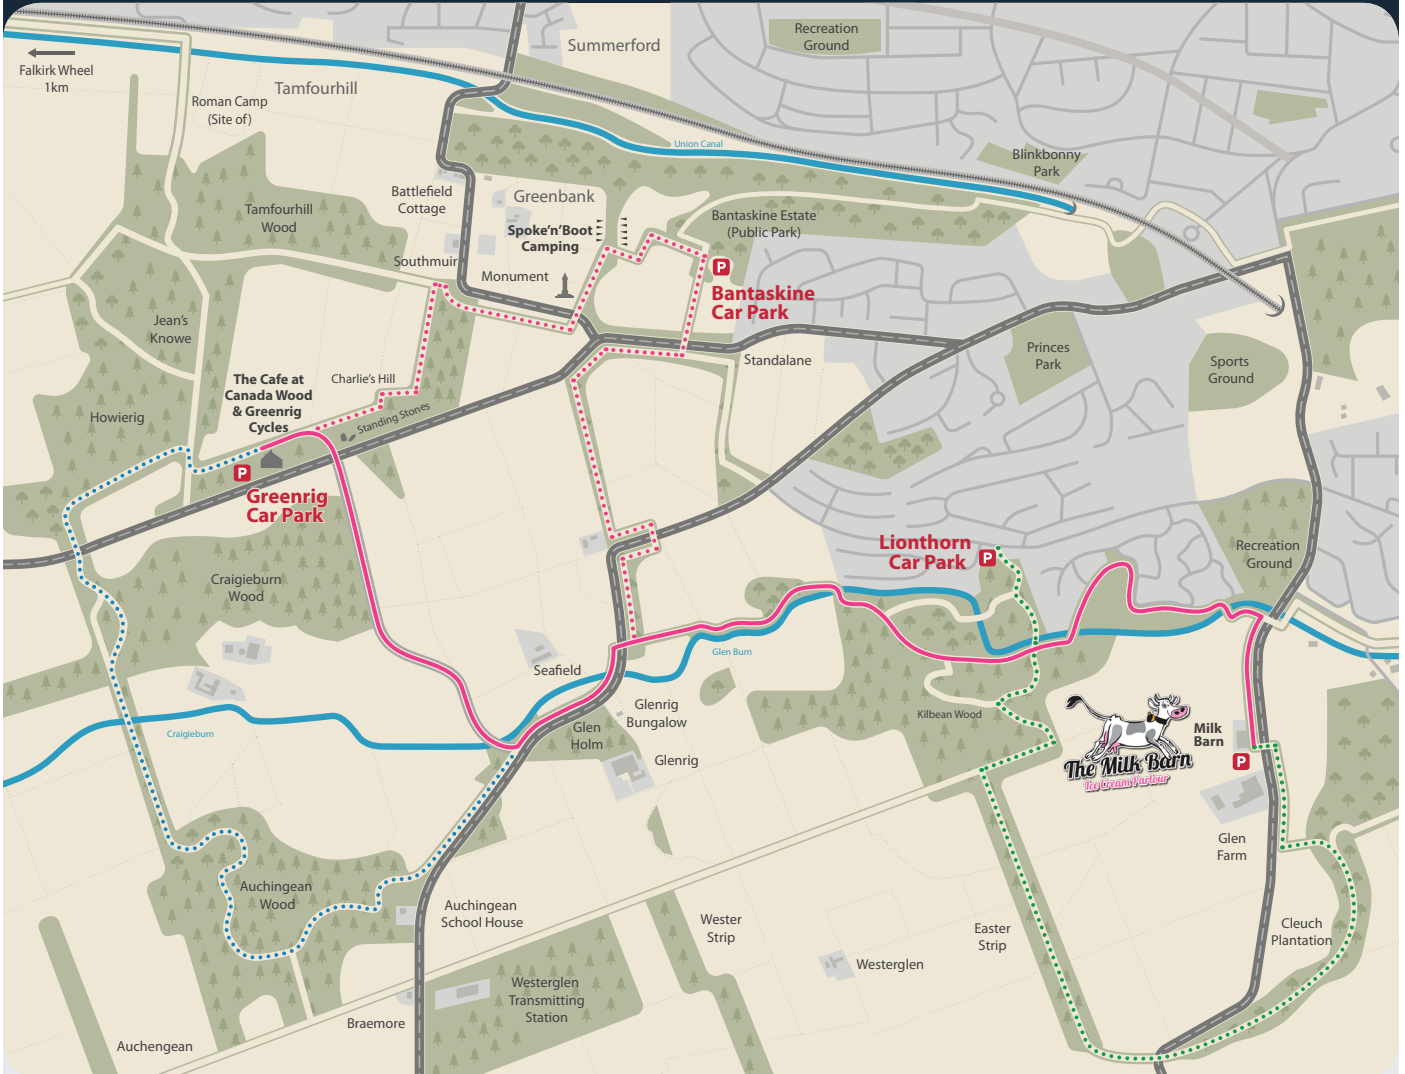 Recreation
Ground
Summerford
Falkirk Wheel
1km
Tamfourhill
Roman Camp
(Site of)
Union Canal
Blinkbonny
Park
Battlefield
Cottage
Greenbank
Tamfourhill
Wood
Bantaskine Estate
(Public Park)
Spoke'n'Boot
Camping
Southmuir
Monument
P
Bantaskine
Car Park
Jean's
Knowe
Standalane
Princes
Park
Sports
Ground
The Cafe at
Canada Wood
& Greenrig
Cycles
Charlie's Hill
Howierig
Standing Stones
P
Greenrig
Car Park
Lionthorn
Car Park
P
Recreation
Ground
Craigieburn
Wood
Glen Burn
Seafield
Glenrig
Bungalow
Kilbean Wood
Craigieburn
Glen
Holm
Milk
Barn
Glenrig
The Milk Barn
Ice Cream Parlour
P
Glen
Farm
Auchingean
Wood
Auchingean
School House
Wester
Strip
Easter
Strip
Cleuch
Plantation
Westerglen
Westerglen
Transmitting
Station
Braemore
Auchengean